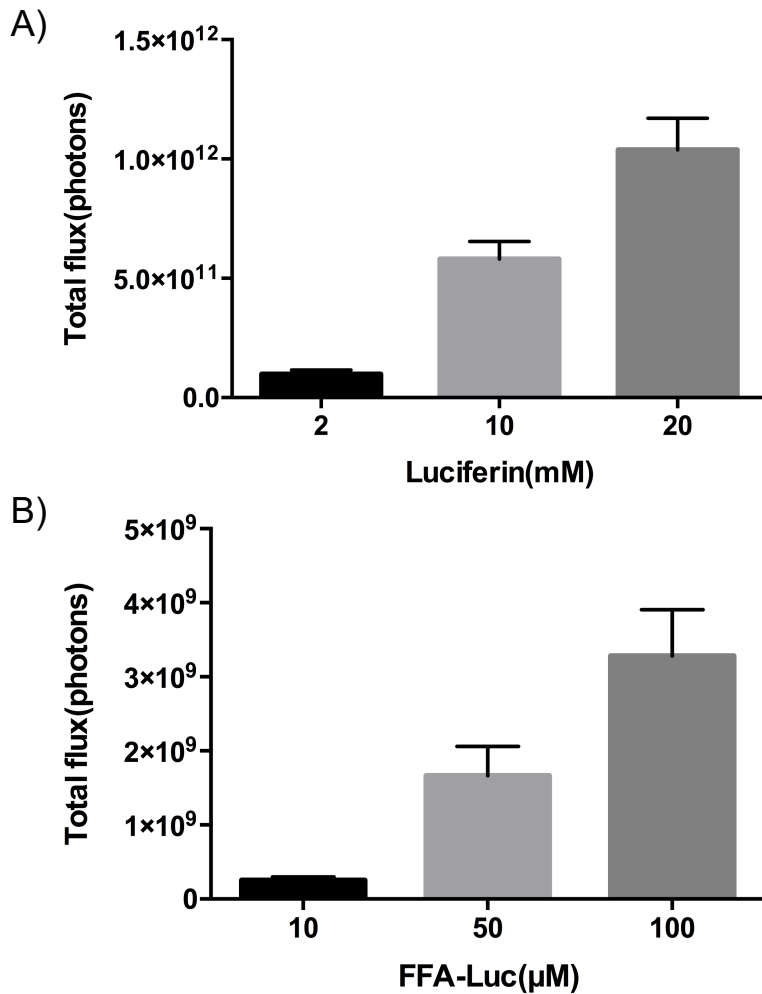 A)
Total flux(photons)
1.5×10¹²
1.0×10¹²
5.0×10¹¹
0.0
2 10 20
Luciferin(mM)
B)
Total flux(photons)
5×10⁹
4×10⁹
3×10⁹
2×10⁹
1×10⁹
0
10 50 100
FFA-Luc(µM)